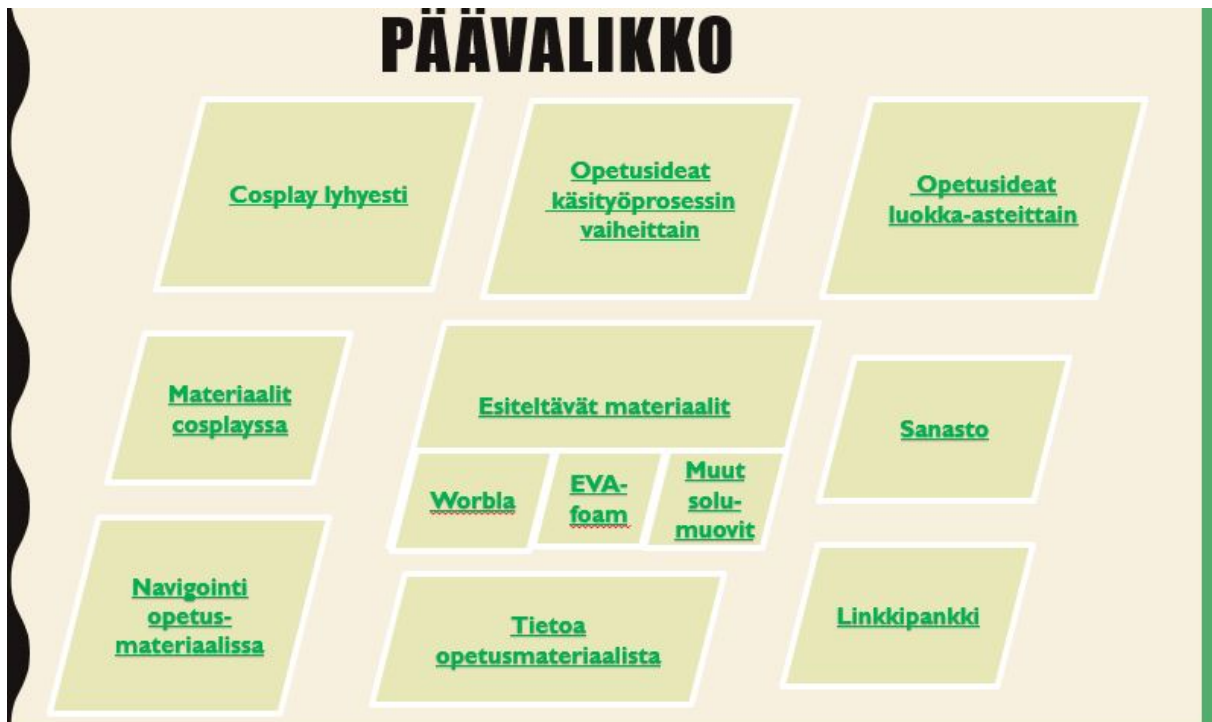 PÄÄVALIKKO
Cosplay lyhyesti
Opetusideat
käsityöprosessin
vaiheittain
Opetusideat
luokka-asteittain
Materiaalit
cosplayssa
Esiteltävät materiaalit
Worbla
EVA-
foam
Muut
solu-
muovit
Sanasto
Navigointi
opetus-
materiaalissa
Tietoa
opetusmateriaalista
Linkkipankki